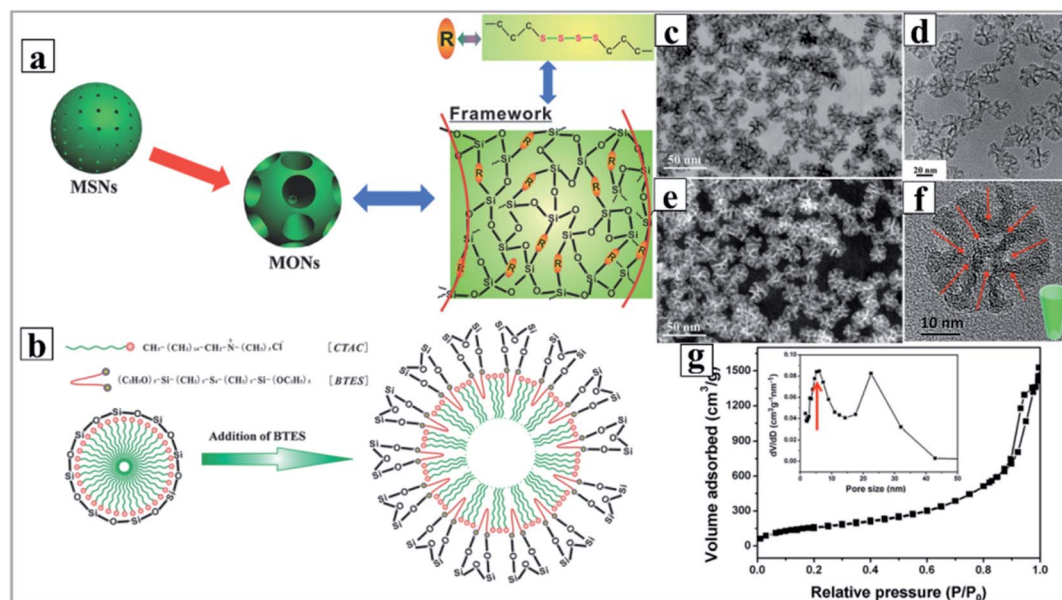 a
MSNs
MONs
R
C C C S S S S C C C
Framework
Si O R
b
CH₃-(CH₂)₁₄-CH₂-N⁺-(CH₃)₃Cl⁻ [CTAC]
(C₂H₅O)₃-Si-(CH₂)₃-S₄-(CH₂)₃-Si-(OC₂H₅)₃ [BTES]
Addition of BTES
c
50 nm
d
20 nm
e
50 nm
f
10 nm
g
Volume adsorbed (cm³/g)
1500
1200
900
600
300
0
0.0 0.2 0.4 0.6 0.8 1.0
Relative pressure (P/P₀)
dV/dD (cm³g⁻¹nm⁻¹)
0.10
0.08
0.06
0.04
0.02
0.00
0 10 20 30 40 50
Pore size (nm)